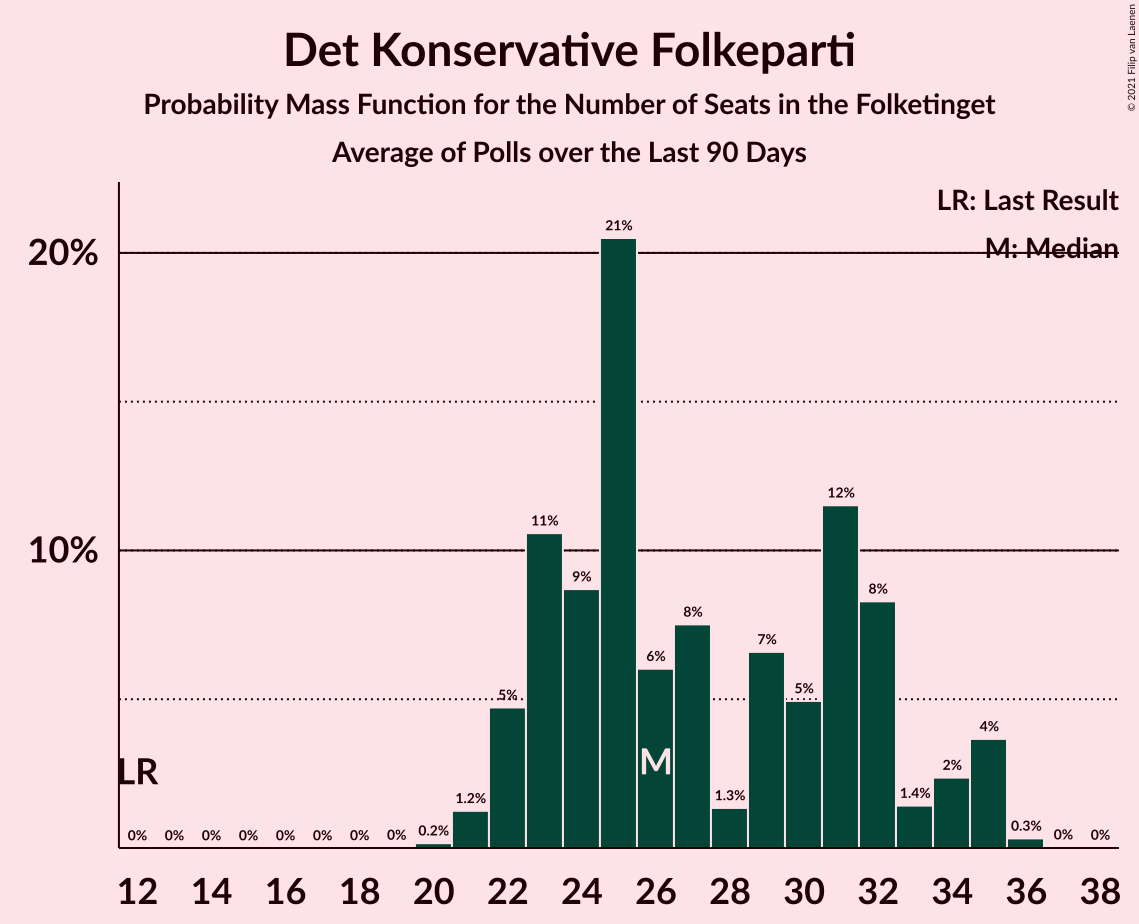 Det Konservative Folkeparti
Probability Mass Function for the Number of Seats in the Folketinget
Average of Polls over the Last 90 Days
© 2021 Filip van Laenen
LR: Last Result
M: Median
20%
10%
LR
M
0% 0% 0% 0% 0% 0% 0% 0% 0.2% 1.2% 5% 11% 9% 21% 6% 8% 1.3% 7% 5% 12% 8% 1.4% 2% 4% 0.3% 0% 0%
12 14 16 18 20 22 24 26 28 30 32 34 36 38